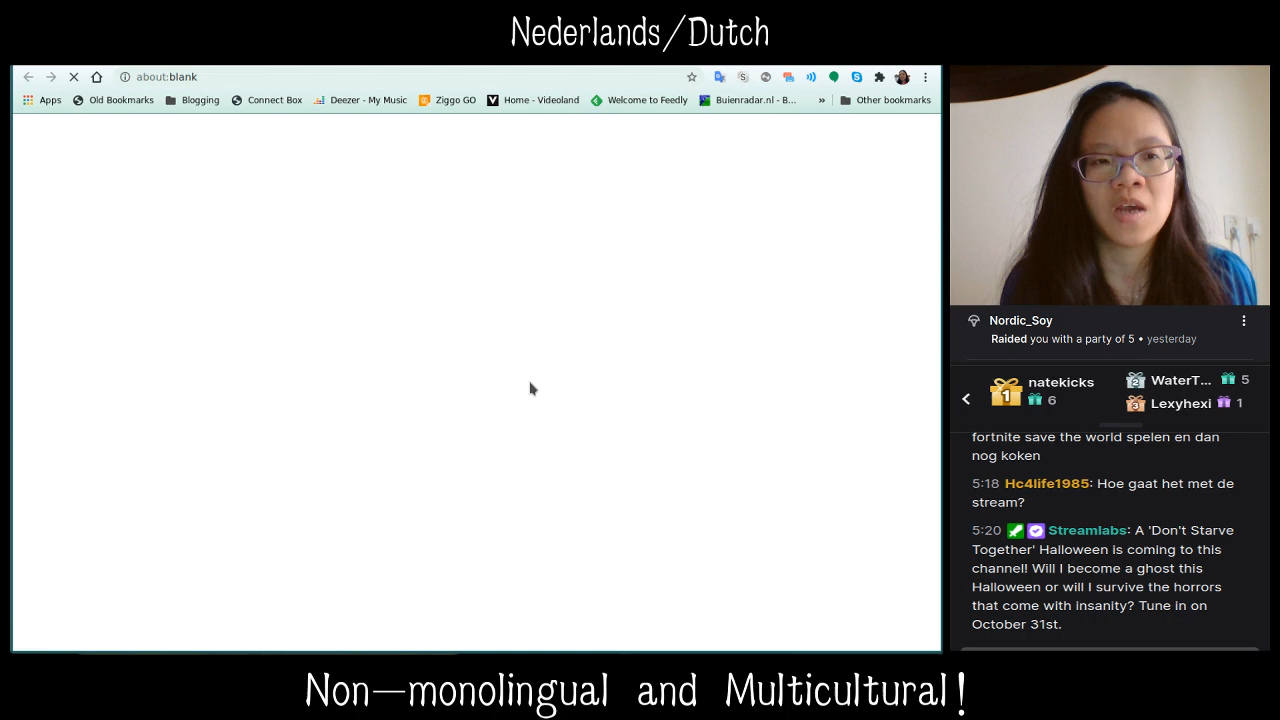 Nederlands/Dutch
about:blank
Apps Old Bookmarks Blogging Connect Box Deezer - My Music Ziggo GO Home - Videoland Welcome to Feedly Buienradar.nl - B... » Other bookmarks
Nordic_Soy
Raided you with a party of 5 • yesterday
1 natekicks 6
2 WaterT... 5
3 Lexyhexi 1
fortnite save the world spelen en dan
nog koken
5:18 Hc4life1985: Hoe gaat het met de
stream?
5:20 Streamlabs: A 'Don't Starve
Together' Halloween is coming to this
channel! Will I become a ghost this
Halloween or will I survive the horrors
that come with insanity? Tune in on
October 31st.
Non-monolingual and Multicultural!